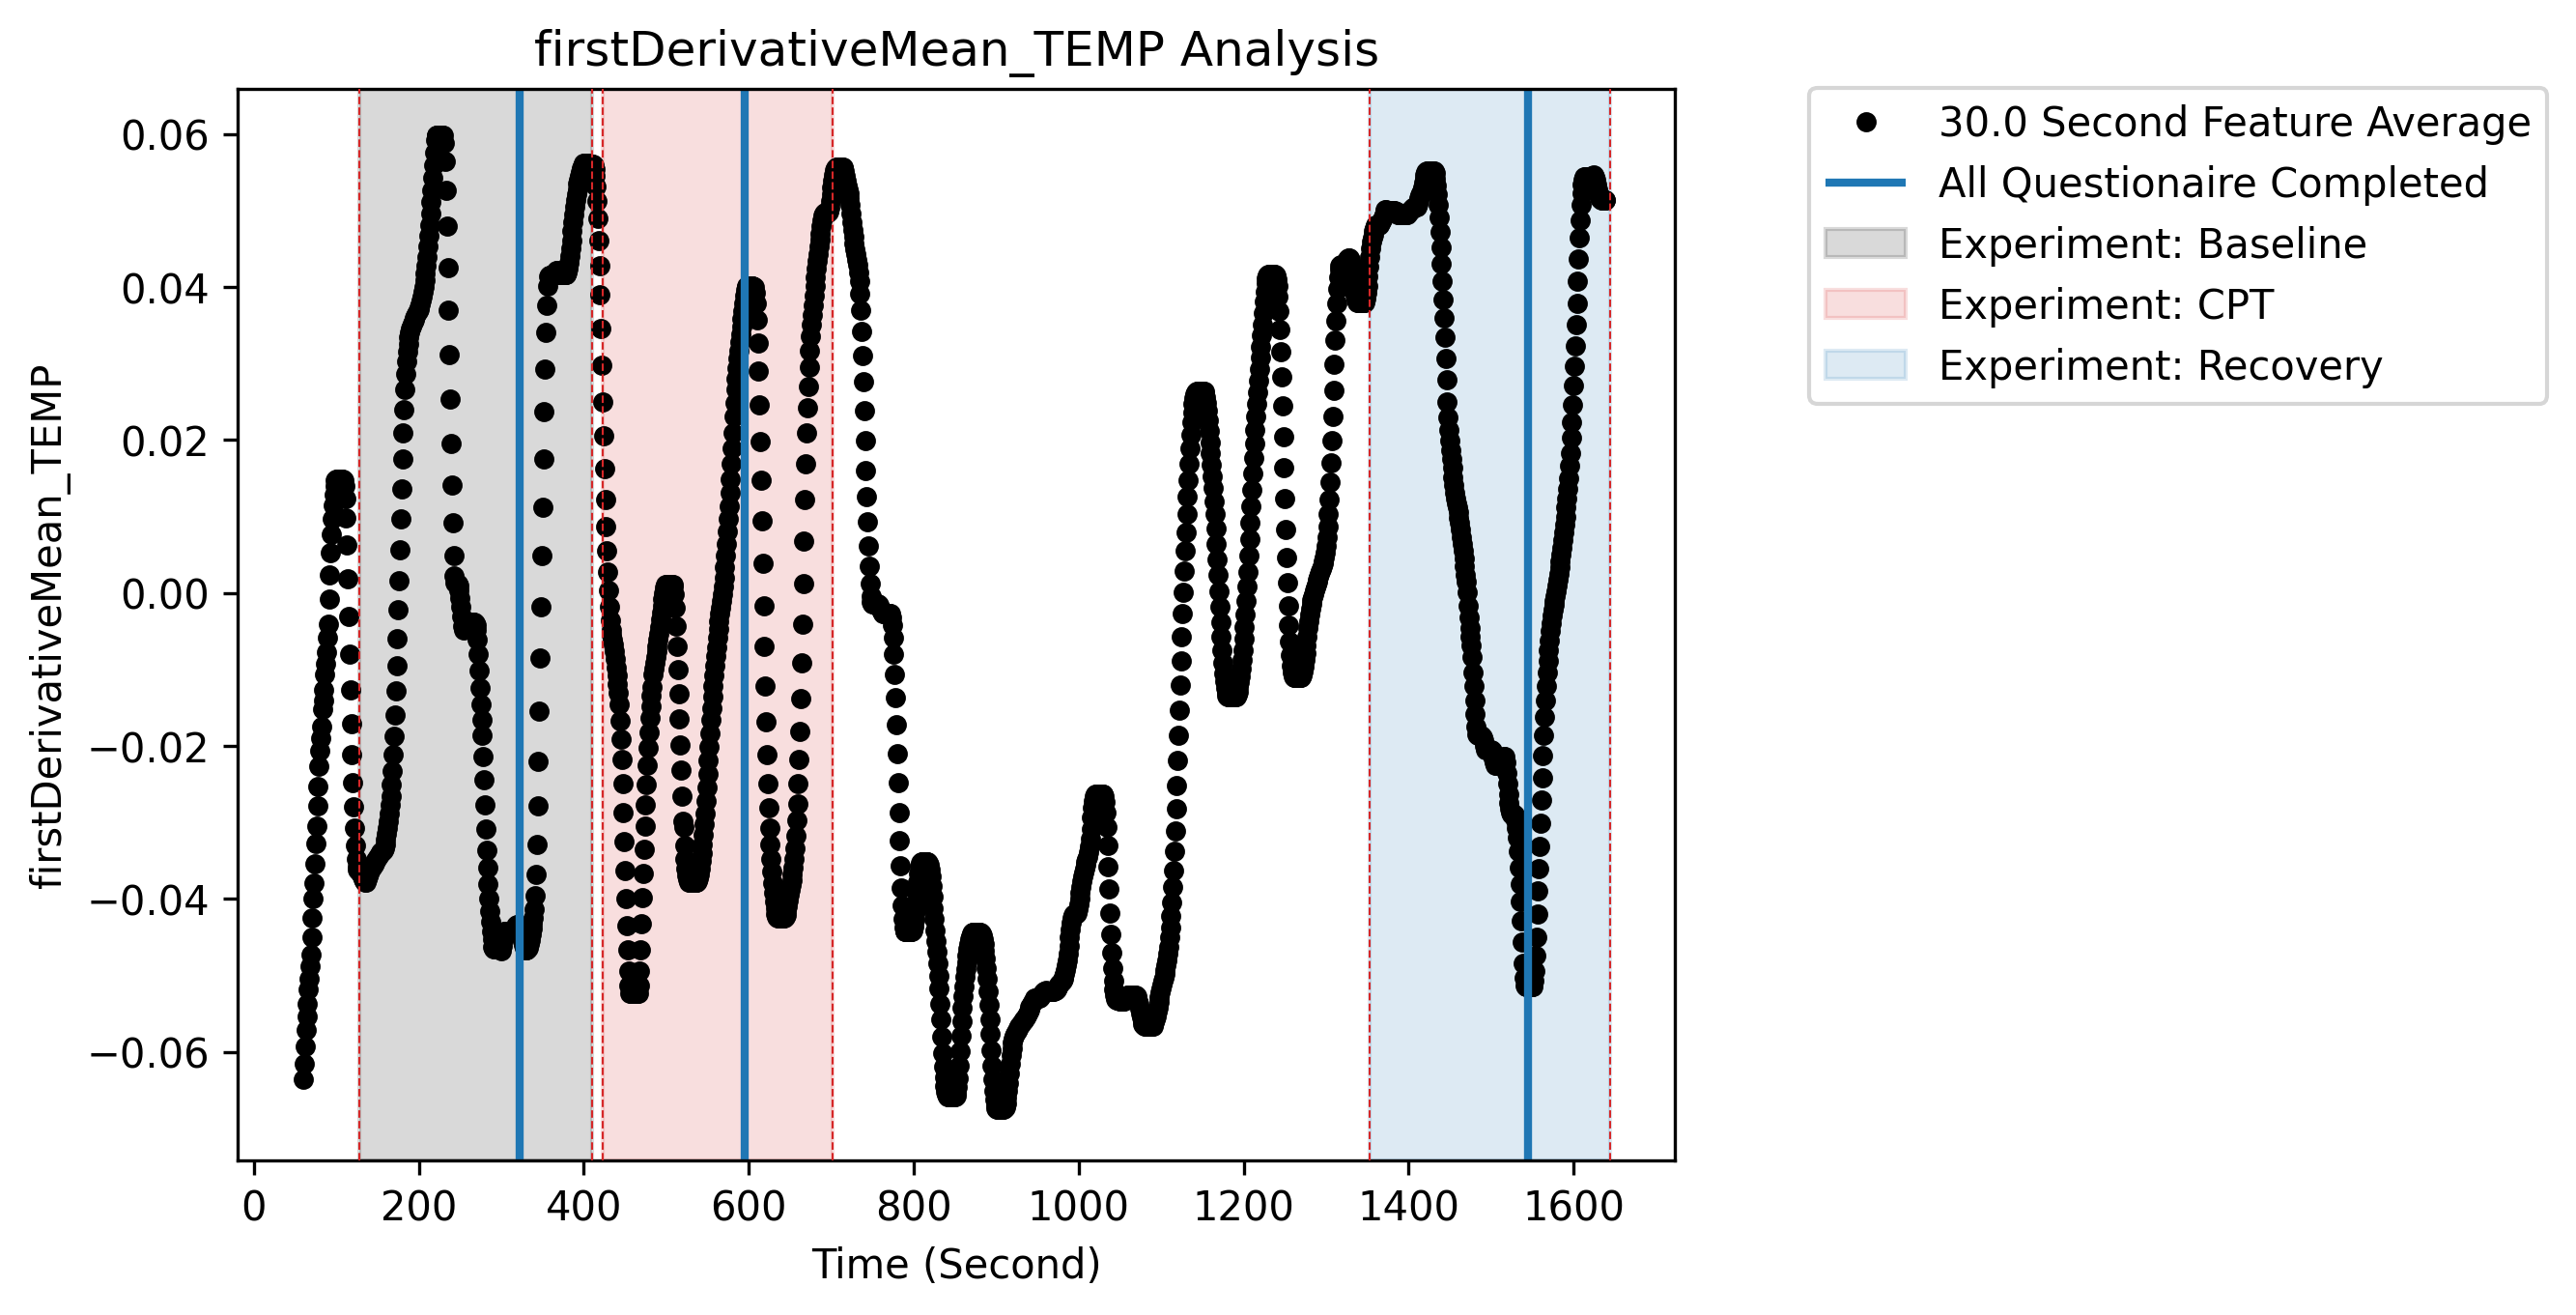 firstDerivativeMean_TEMP Analysis
firstDerivativeMean_TEMP
0.06
0.04
0.02
0.00
−0.02
−0.04
−0.06
0 200 400 600 800 1000 1200 1400 1600
Time (Second)
30.0 Second Feature Average
All Questionaire Completed
Experiment: Baseline
Experiment: CPT
Experiment: Recovery